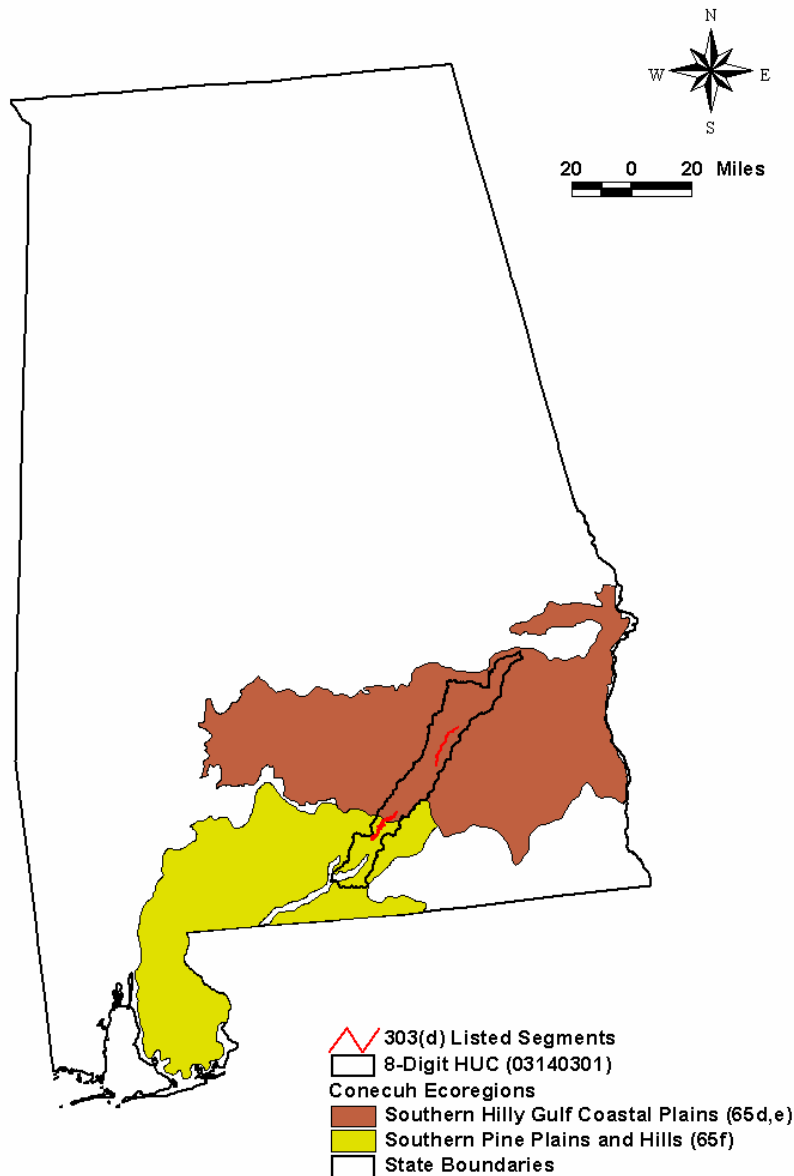 N
W E
S
20 0 20 Miles
303(d) Listed Segments
8-Digit HUC (03140301)
Conecuh Ecoregions
Southern Hilly Gulf Coastal Plains (65d,e)
Southern Pine Plains and Hills (65f)
State Boundaries